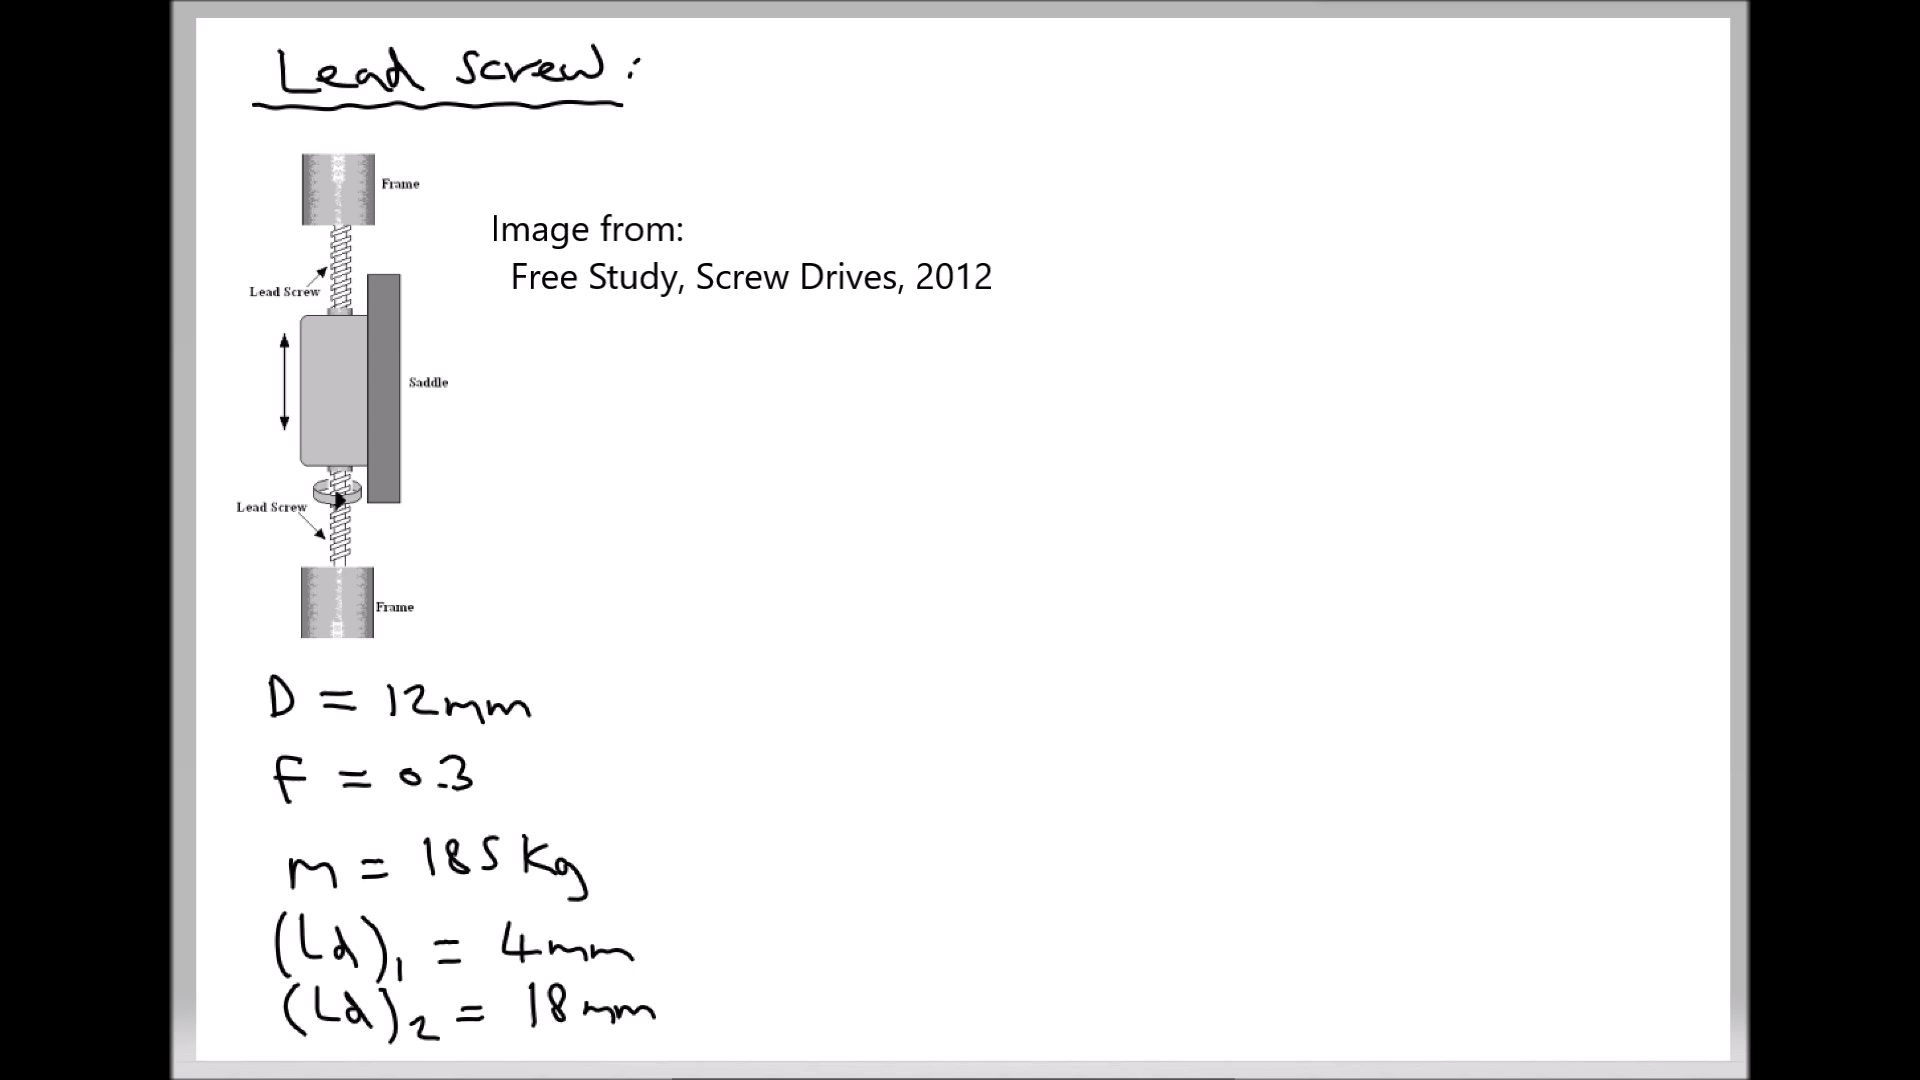 Lead screw:
Frame
Image from:
Free Study, Screw Drives, 2012
Lead Screw
Saddle
Lead Screw
Frame
D = 12mm
F = 0.3
m = 185 Kg
(Ld)₁ = 4mm
(Ld)₂ = 18mm